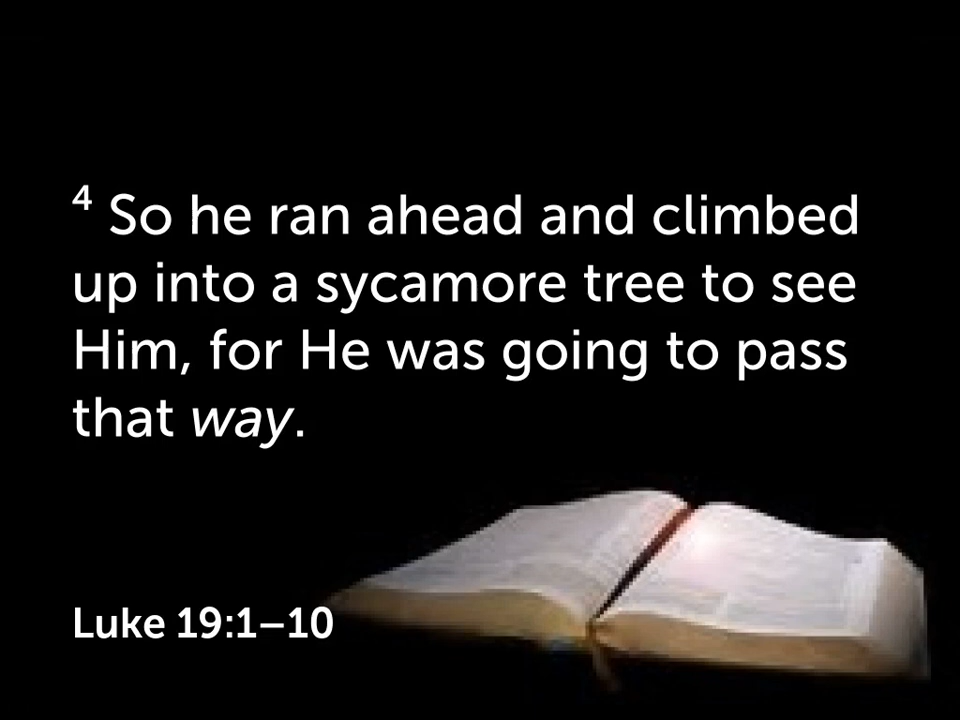 ⁴ So he ran ahead and climbed
up into a sycamore tree to see
Him, for He was going to pass
that way.
Luke 19:1–10